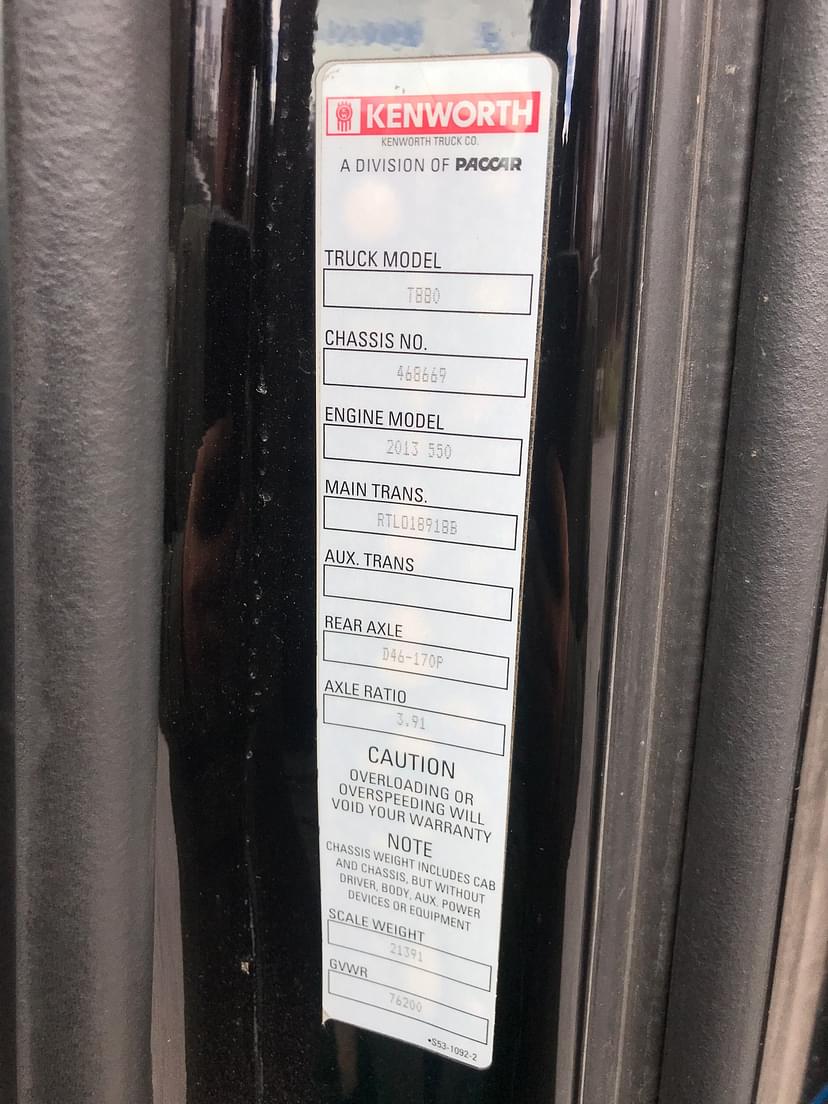 KENWORTH
KENWORTH TRUCK CO.
A DIVISION OF PACCAR
TRUCK MODEL
T880
CHASSIS NO.
468669
ENGINE MODEL
2013 550
MAIN TRANS.
RTLO18918B
AUX. TRANS
REAR AXLE
D46-170P
AXLE RATIO
3.91
CAUTION
OVERLOADING OR
OVERSPEEDING WILL
VOID YOUR WARRANTY
NOTE
CHASSIS WEIGHT INCLUDES CAB
AND CHASSIS, BUT WITHOUT
DRIVER, BODY, AUX. POWER
DEVICES OR EQUIPMENT
SCALE WEIGHT
21391
GVWR
76200
•S53-1092-2